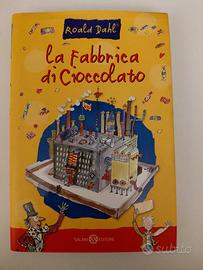 Roald Dahl
la Fabbrica
di Cioccolato
SALANI EDITORE
subito